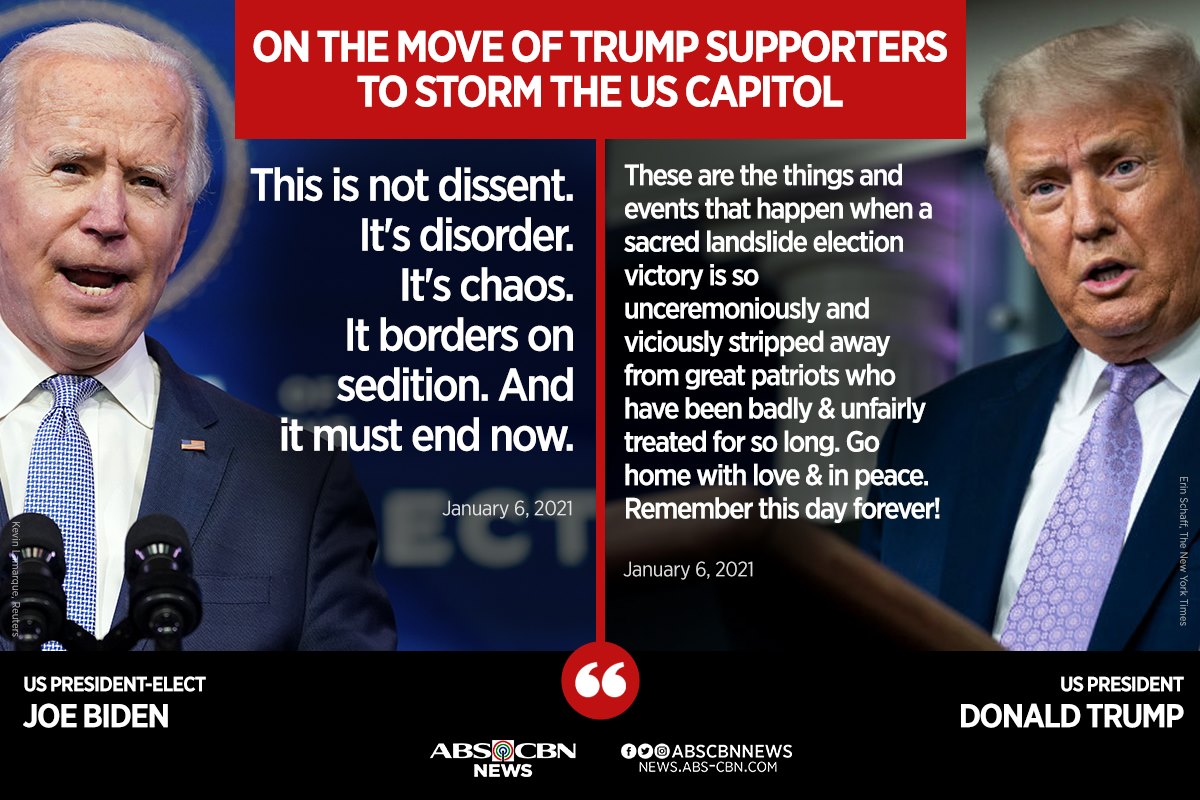 ON THE MOVE OF TRUMP SUPPORTERS
TO STORM THE US CAPITOL
This is not dissent.
It's disorder.
It's chaos.
It borders on
sedition. And
it must end now.
January 6, 2021
ECT
These are the things and
events that happen when a
sacred landslide election
victory is so
unceremoniously and
viciously stripped away
from great patriots who
have been badly & unfairly
treated for so long. Go
home with love & in peace.
Remember this day forever!
January 6, 2021
Kevin Lamarque, Reuters
Erin Schaff, The New York Times
US PRESIDENT-ELECT
JOE BIDEN
US PRESIDENT
DONALD TRUMP
ABS CBN
NEWS
ABSCBNNEWS
NEWS.ABS-CBN.COM